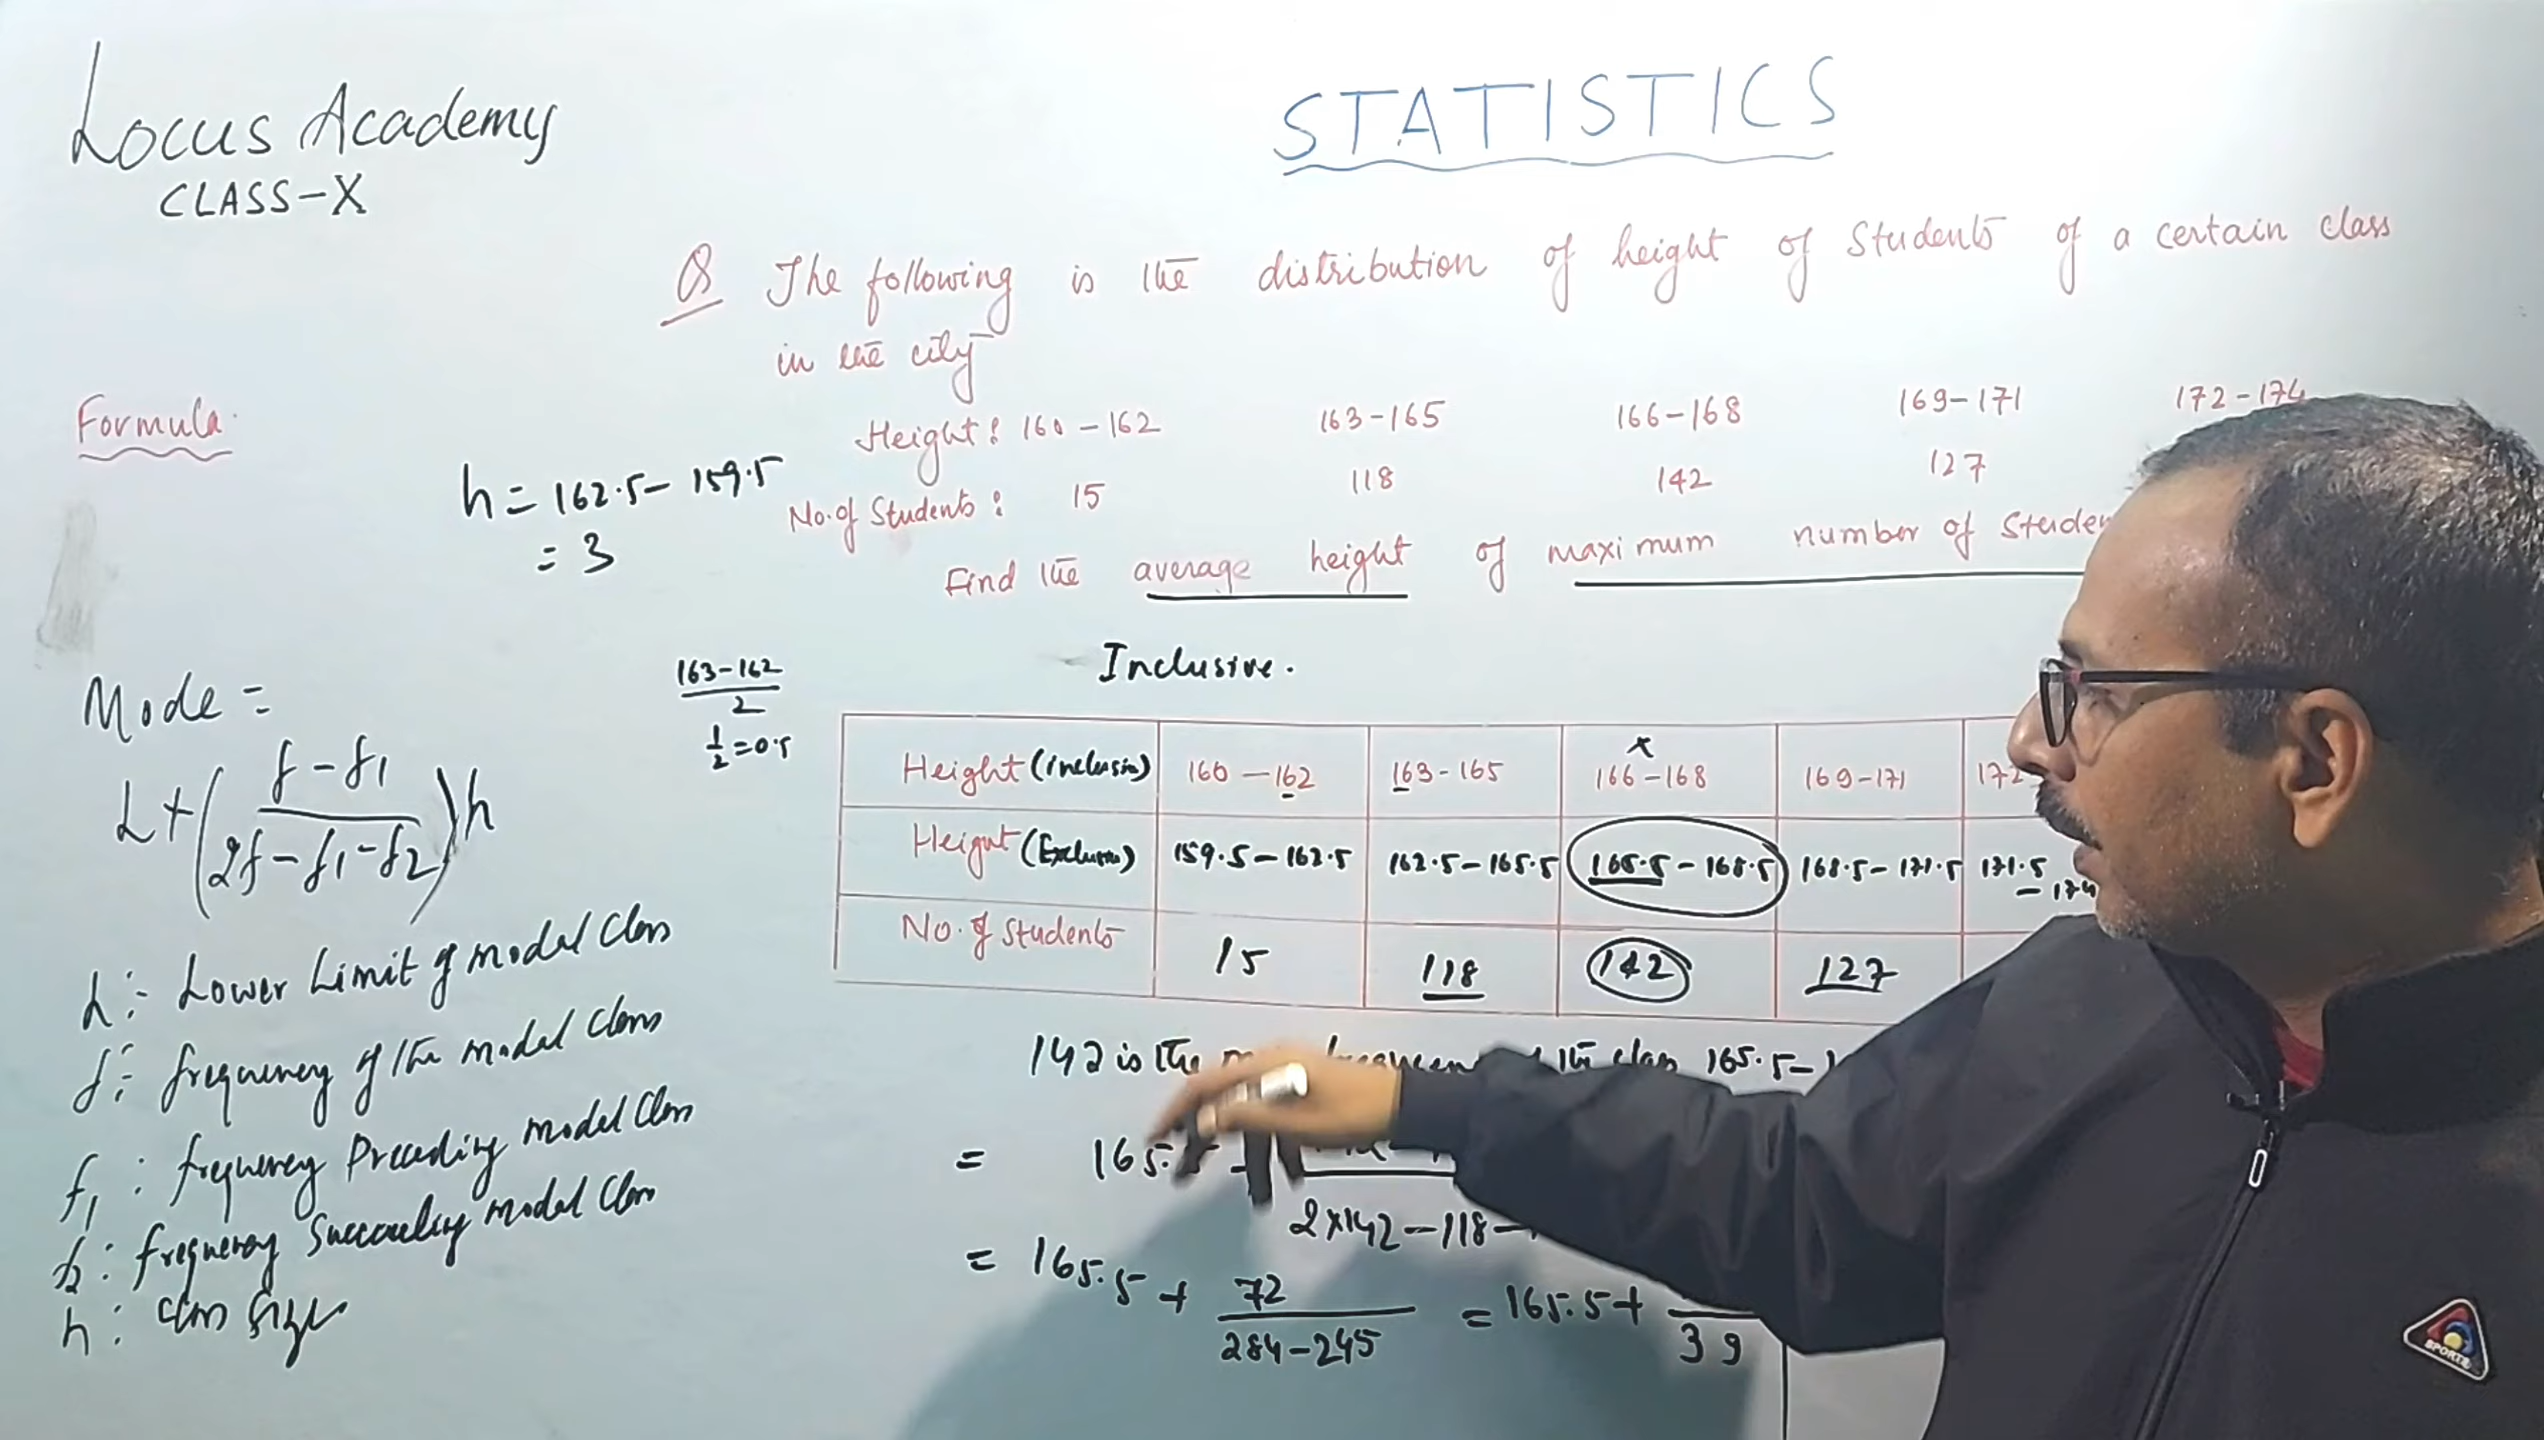 Locus Academy
CLASS-X
STATISTICS
Q The following is the distribution of height of Students of a certain class
in the city
Height: 160-162 163-165 166-168 169-171 172-174
No. of Students: 15 118 142 127
Find the average height of maximum number of
Formula.
h = 162.5 - 159.5
= 3
Mode =
L+(f-f1/2f-f1-f2)h
L: Lower Limit of modal Class
f: frequency of the modal Class
f1: frequency Preceding modal Class
f2: frequency Succeeding modal Class
h: Class Size
163-162/2
1/2=0.5
Inclusive.
Height (Inclusive) 160-162 163-165 166-168 169-171 172
Height (Exclusive) 159.5-162.5 162.5-165.5 165.5-168.5 168.5-171.5 171.5
No. of Students 15 118 142 127
142 is the class 165.5-
= 165.
2x142-118-
= 165.5 + 72/284-245 = 165.5+ /39
SPORTS